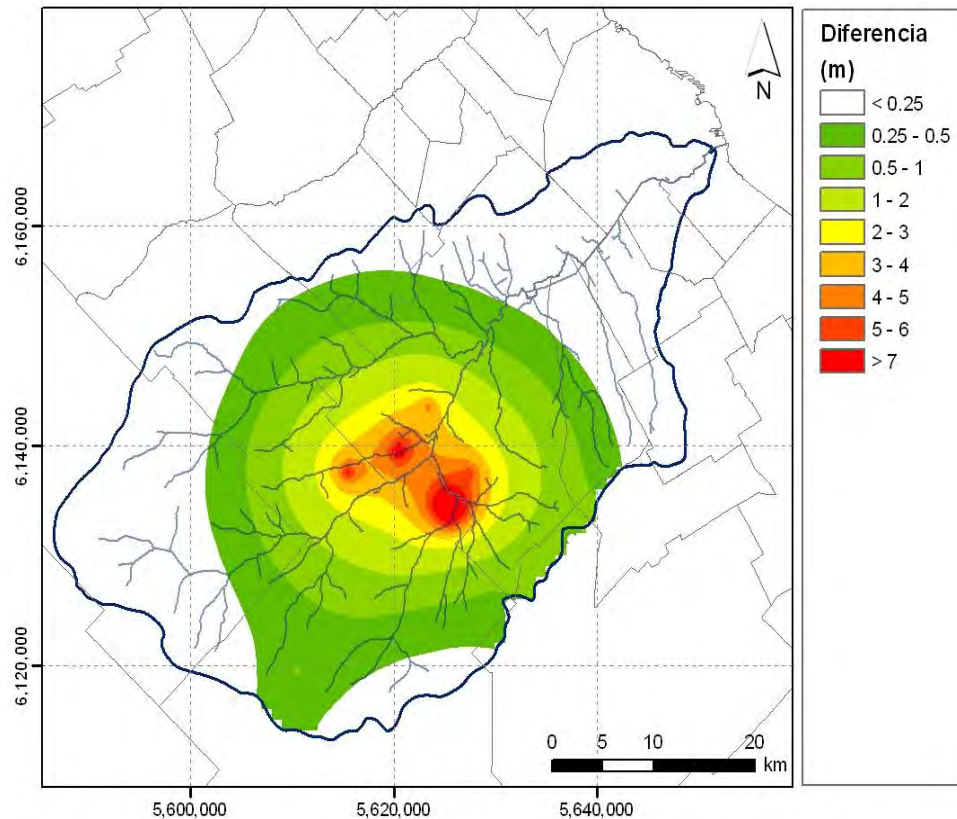 Diferencia
(m)
< 0.25
0.25 - 0.5
0.5 - 1
1 - 2
2 - 3
3 - 4
4 - 5
5 - 6
> 7
N
6,160,000
6,140,000
6,120,000
0 5 10 20
km
5,600,000 5,620,000 5,640,000